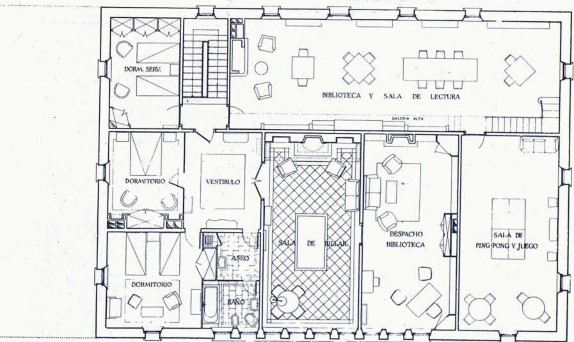 DORM. SERV.
BIBLIOTECA Y SALA DE LECTURA
GALERIA ALTA
DORMITORIO
VESTIBULO
SALA DE BILLAR
DESPACHO
BIBLIOTECA
SALA DE
PING-PONG Y JUEGO
ASEO
DORMITORIO
BAÑO